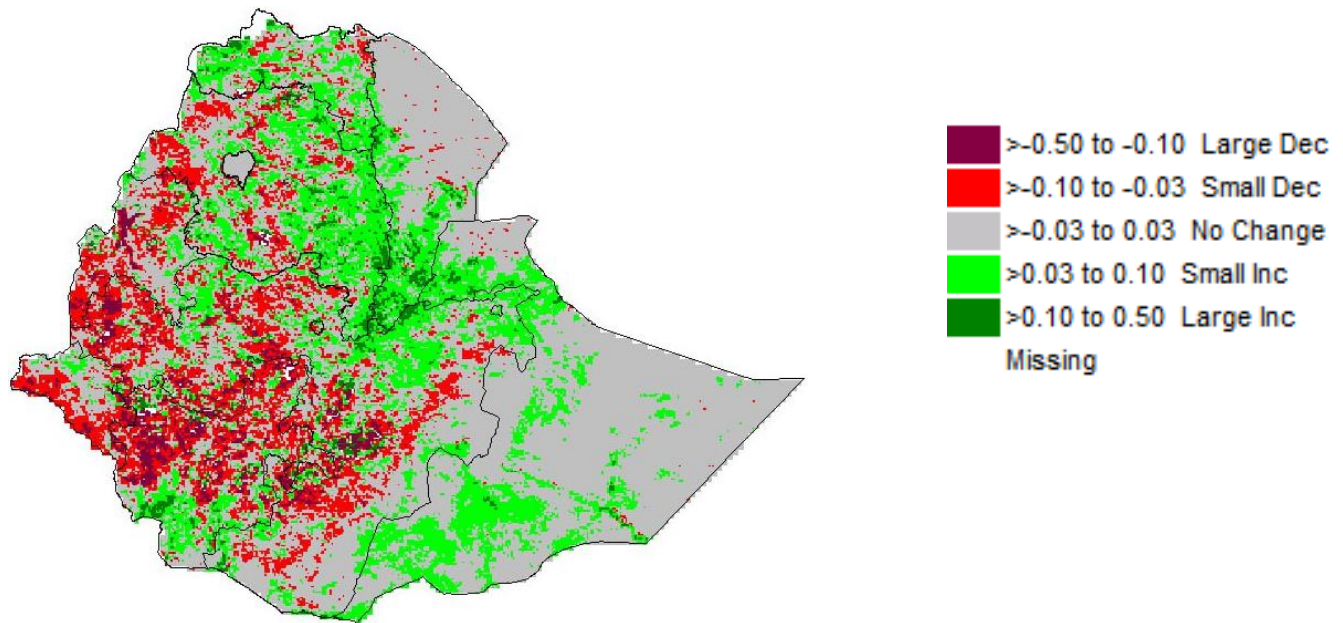 >-0.50 to -0.10 Large Dec
>-0.10 to -0.03 Small Dec
>-0.03 to 0.03 No Change
>0.03 to 0.10 Small Inc
>0.10 to 0.50 Large Inc
Missing